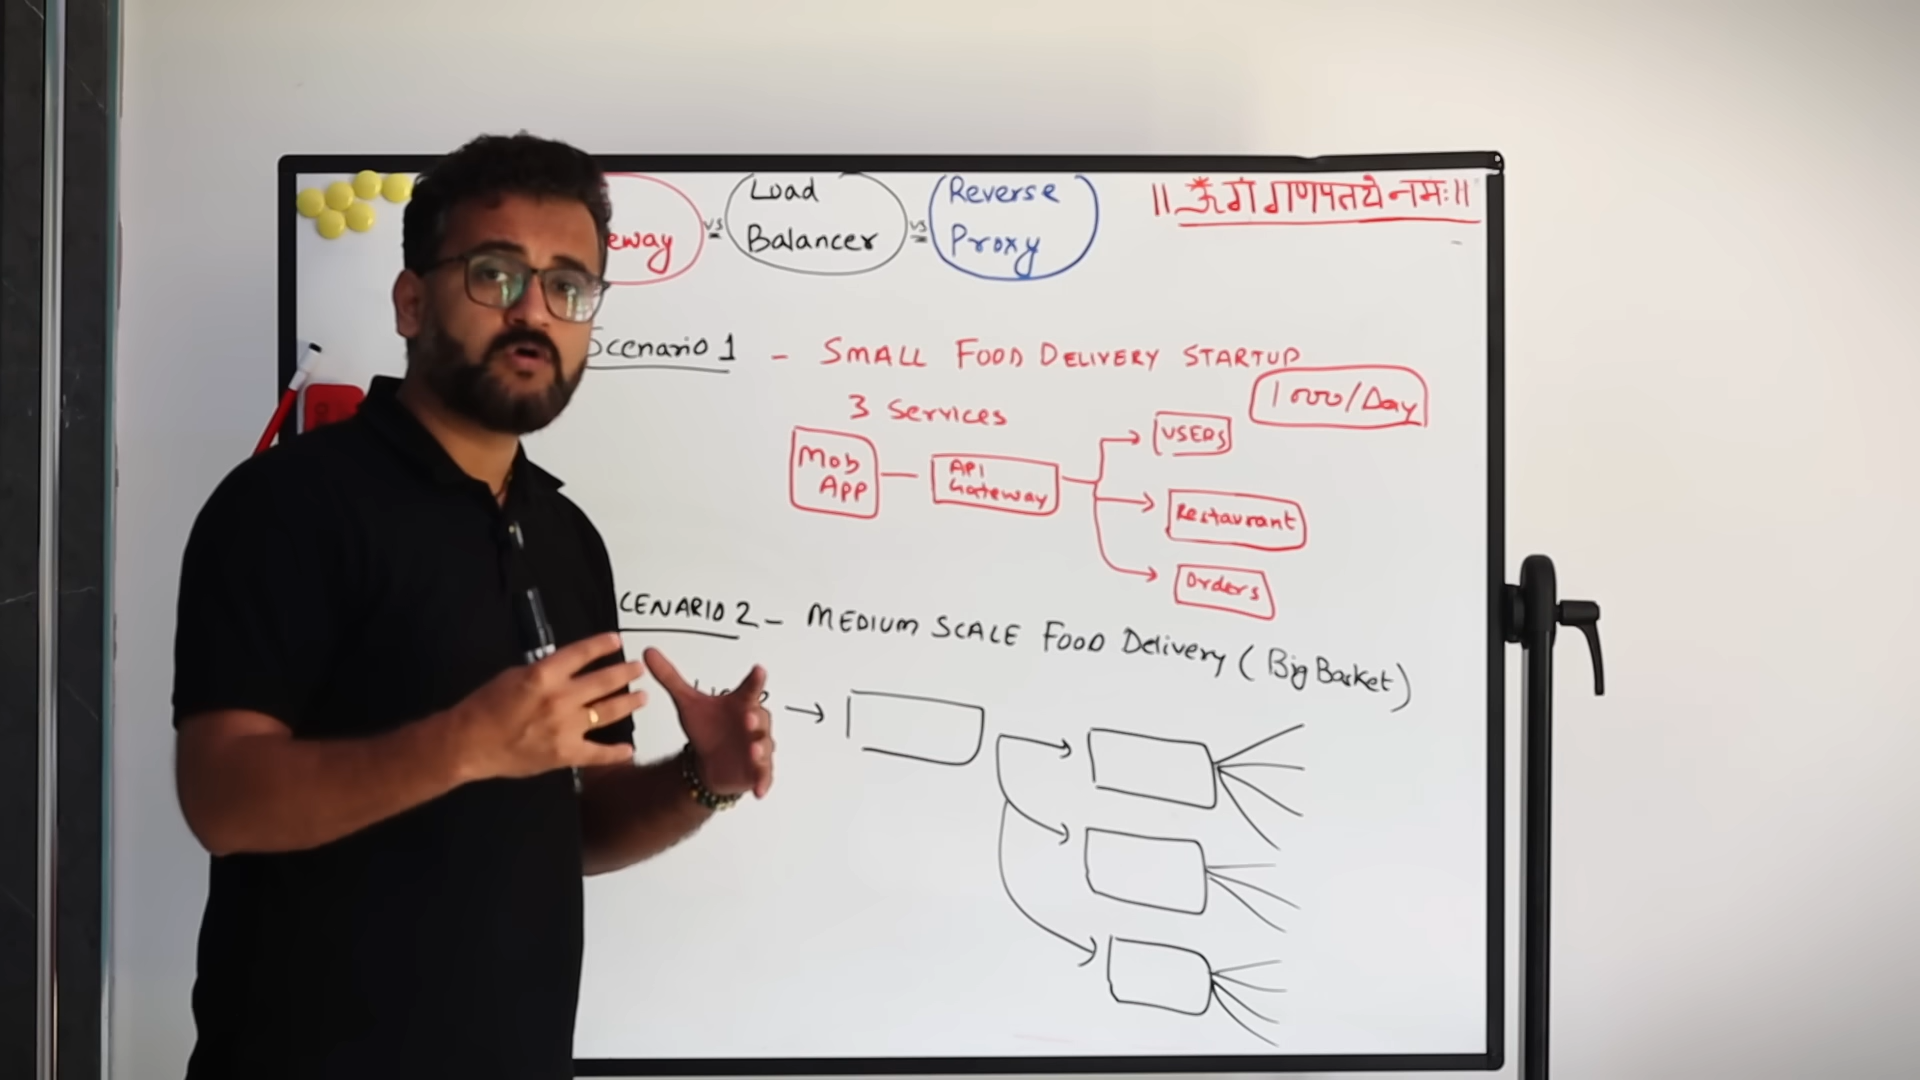 eway
vs
Load
Balancer
vs
Reverse
Proxy
|| ॐ गं गणपतये नमः ||
Scenario 1 - SMALL FOOD DELIVERY STARTUP
1000/Day
3 Services
Mob
APP
API
Gateway
USERS
Restaurant
Orders
CENARIO 2 - MEDIUM SCALE FOOD Delivery (Big Basket)